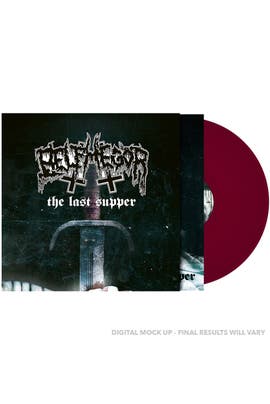 BELPHEGOR
the last supper
pper
DIGITAL MOCK UP - FINAL RESULTS WILL VARY